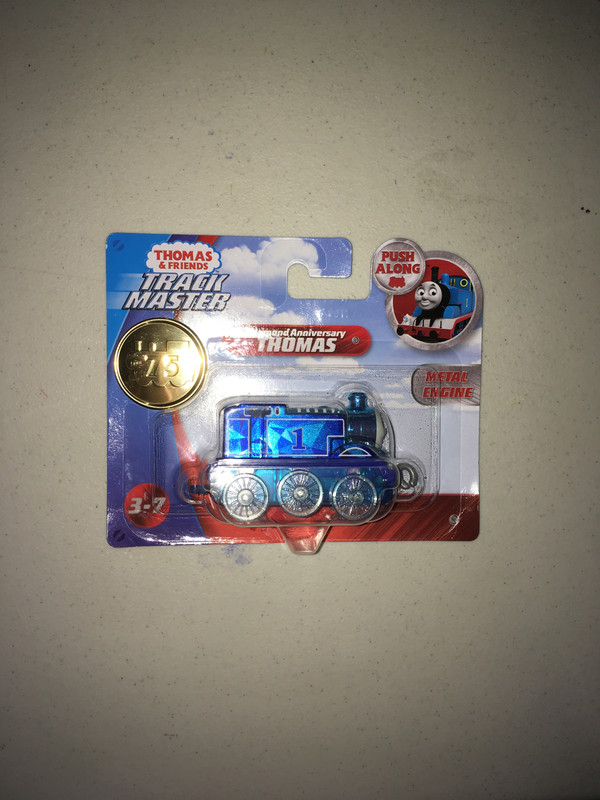 THOMAS
& FRIENDS
TRACK
MASTER
PUSH
ALONG
75
Anniversary
THOMAS
METAL
ENGINE
1
3-7